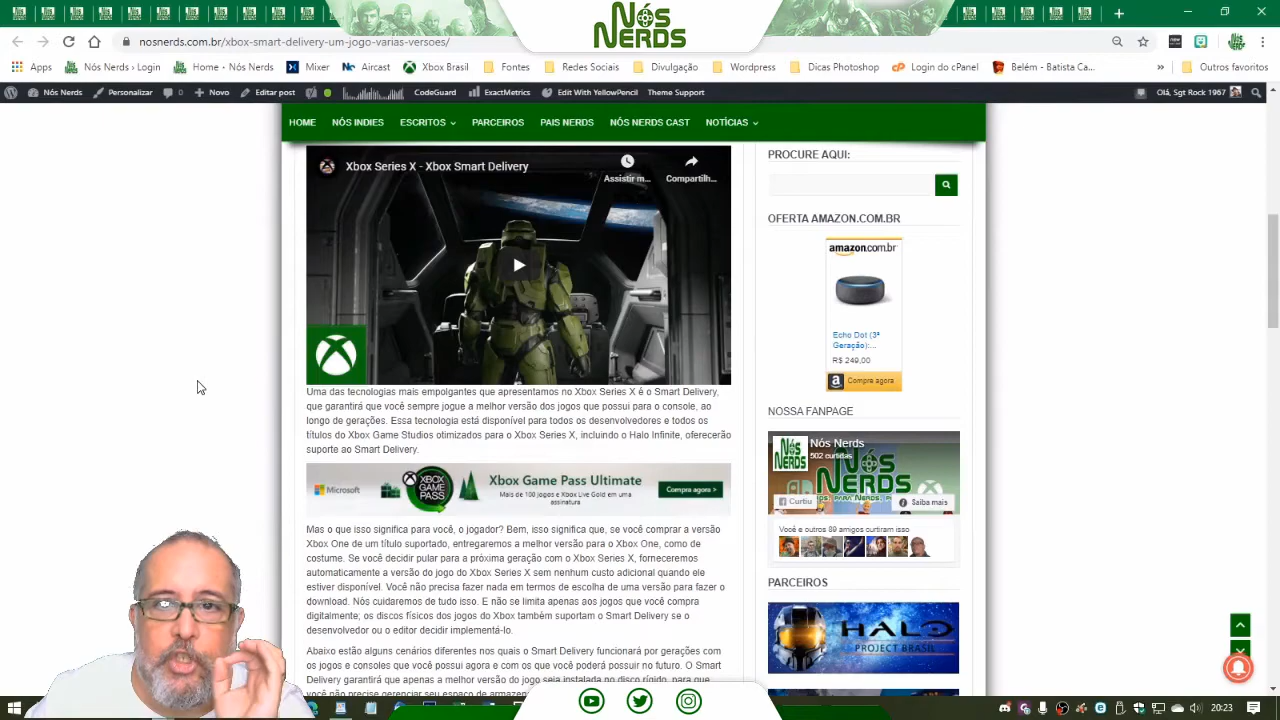 NÓS
NERDS
nosnerds.com.br/xbox-smart-delivery-um-jogo-varias-versoes/
Apps Nós Nerds › Login Home - Nós Nerds Mixer Aircast Xbox Brasil Fontes Redes Sociais Divulgação Wordpress Dicas Photoshop Login do cPanel Belém - Batista Ca... » Outros favoritos
Nós Nerds Personalizar 0 Novo Editar post CodeGuard ExactMetrics Edit With YellowPencil Theme Support Olá, Sgt Rock 1967
HOME NÓS INDIES ESCRITOS PARCEIROS PAIS NERDS NÓS NERDS CAST NOTÍCIAS
Xbox Series X - Xbox Smart Delivery
Assistir m... Compartilh...
Uma das tecnologias mais empolgantes que apresentamos no Xbox Series X é o Smart Delivery,
que garantirá que você sempre jogue a melhor versão dos jogos que possui para o console, ao
longo de gerações. Essa tecnologia está disponível para todos os desenvolvedores e todos os
títulos do Xbox Game Studios otimizados para o Xbox Series X, incluindo o Halo Infinite, oferecerão
suporte ao Smart Delivery.
Microsoft
XBOX
GAME
PASS
Xbox Game Pass Ultimate
Mais de 100 jogos e Xbox Live Gold em uma
assinatura
Compre agora >
Mas o que isso significa para você, o jogador? Bem, isso significa que, se você comprar a versão
Xbox One de um título suportado, entregaremos a melhor versão para o Xbox One, como de
costume. Se você decidir pular para a próxima geração com o Xbox Series X, forneceremos
automaticamente a versão do jogo do Xbox Series X sem nenhum custo adicional quando ele
estiver disponível. Você não precisa fazer nada em termos de escolha de uma versão para fazer o
download. Nós cuidaremos de tudo isso. E não se limita apenas aos jogos que você compra
digitalmente; os discos físicos dos jogos do Xbox também suportam o Smart Delivery se o
desenvolvedor ou o editor decidir implementá-lo.
Abaixo estão alguns cenários diferentes nos quais o Smart Delivery funcionará por gerações com
os jogos e consoles que você possui agora e com os que você poderá possuir no futuro. O Smart
Delivery garantirá que apenas a melhor versão do jogo seja instalada no disco rígido, para que
você não precise gerenciar seu espaço de armazen
PROCURE AQUI:
OFERTA AMAZON.COM.BR
amazon.com.br
Echo Dot (3ª
Geração):...
R$ 249,00
Compre agora
NOSSA FANPAGE
Nós Nerds
502 curtidas
NÓS
NERDS
Curtiu
Saiba mais
Você e outros 89 amigos curtiram isso
PARCEIROS
HALO
PROJECT BRASIL
20:23